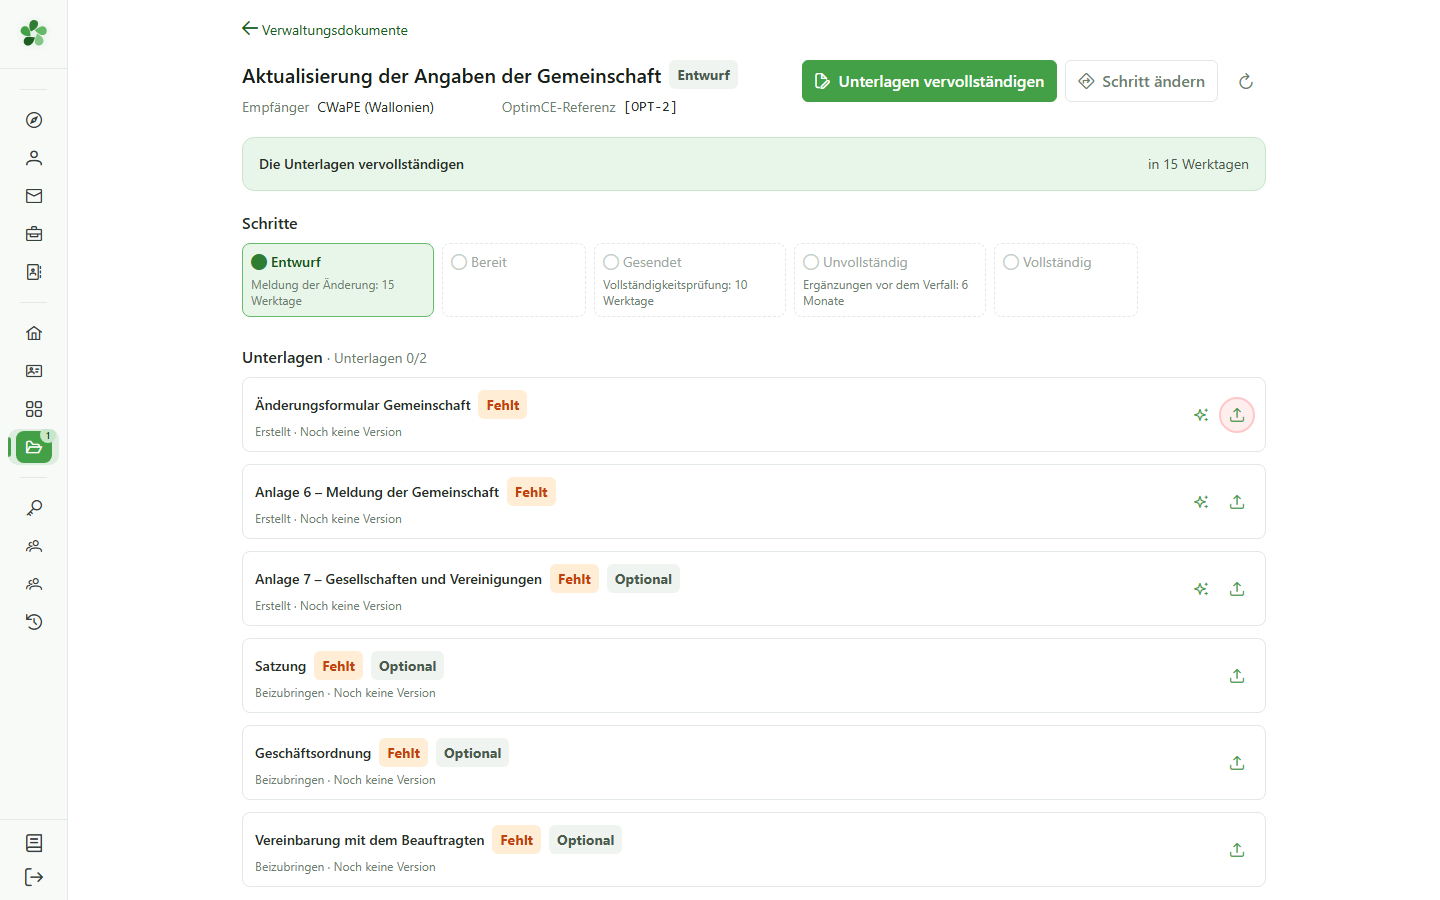 Verwaltungsdokumente
Aktualisierung der Angaben der Gemeinschaft Entwurf
Unterlagen vervollständigen
Schritt ändern
Empfänger CWaPE (Wallonien) OptimCE-Referenz [OPT-2]
Die Unterlagen vervollständigen in 15 Werktagen
Schritte
Entwurf
Meldung der Änderung: 15
Werktage
Bereit
Gesendet
Vollständigkeitsprüfung: 10
Werktage
Unvollständig
Ergänzungen vor dem Verfall: 6
Monate
Vollständig
1
Unterlagen · Unterlagen 0/2
Änderungsformular Gemeinschaft Fehlt
Erstellt · Noch keine Version
Anlage 6 – Meldung der Gemeinschaft Fehlt
Erstellt · Noch keine Version
Anlage 7 – Gesellschaften und Vereinigungen Fehlt Optional
Erstellt · Noch keine Version
Satzung Fehlt Optional
Beizubringen · Noch keine Version
Geschäftsordnung Fehlt Optional
Beizubringen · Noch keine Version
Vereinbarung mit dem Beauftragten Fehlt Optional
Beizubringen · Noch keine Version